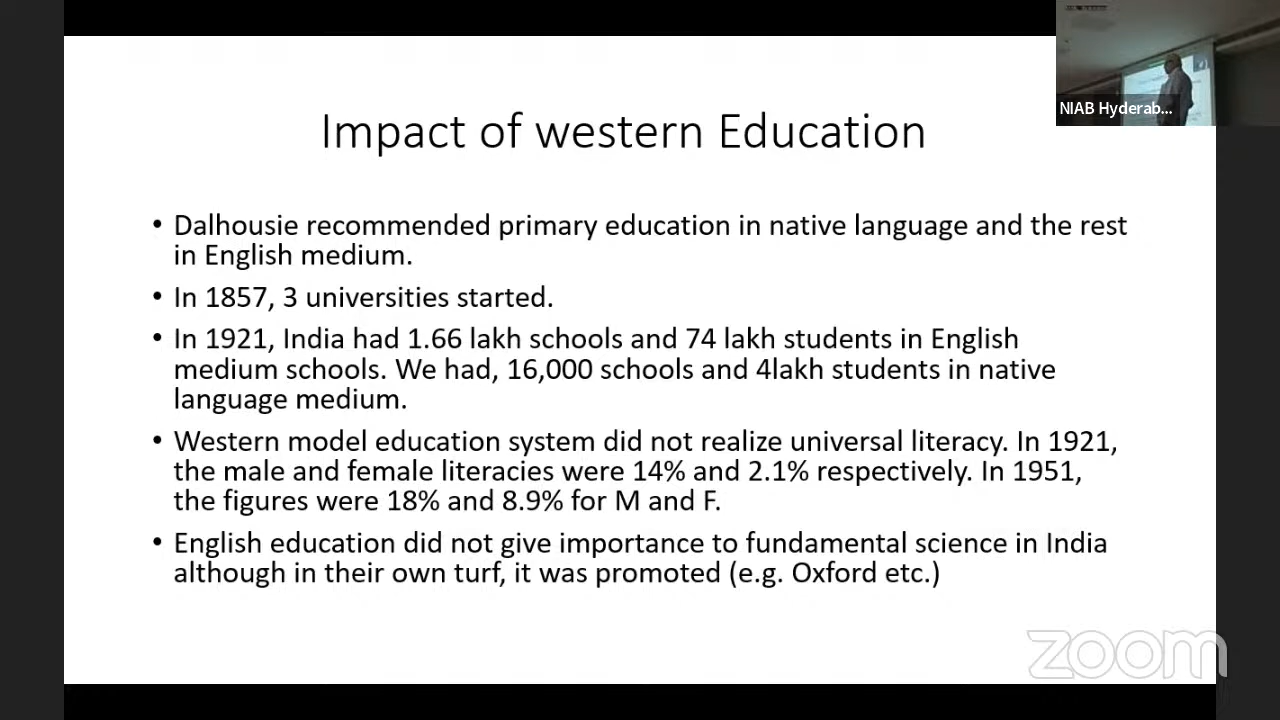 Impact of western Education
NIAB Hyderab...
• Dalhousie recommended primary education in native language and the rest
in English medium.
• In 1857, 3 universities started.
• In 1921, India had 1.66 lakh schools and 74 lakh students in English
medium schools. We had, 16,000 schools and 4lakh students in native
language medium.
• Western model education system did not realize universal literacy. In 1921,
the male and female literacies were 14% and 2.1% respectively. In 1951,
the figures were 18% and 8.9% for M and F.
• English education did not give importance to fundamental science in India
although in their own turf, it was promoted (e.g. Oxford etc.)
zoom